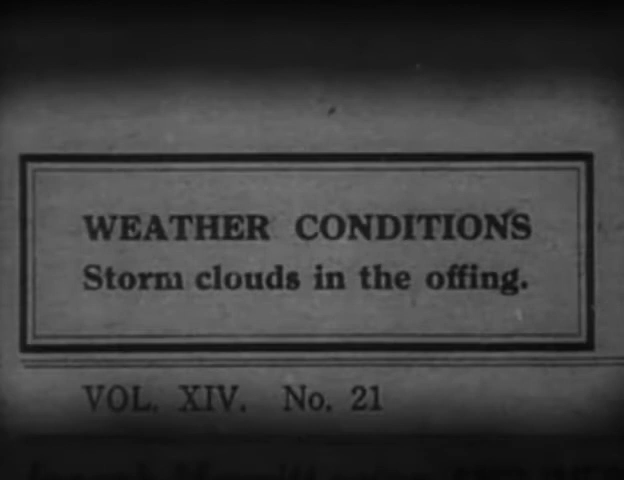 WEATHER CONDITIONS
Storm clouds in the offing.
VOL. XIV. No. 21